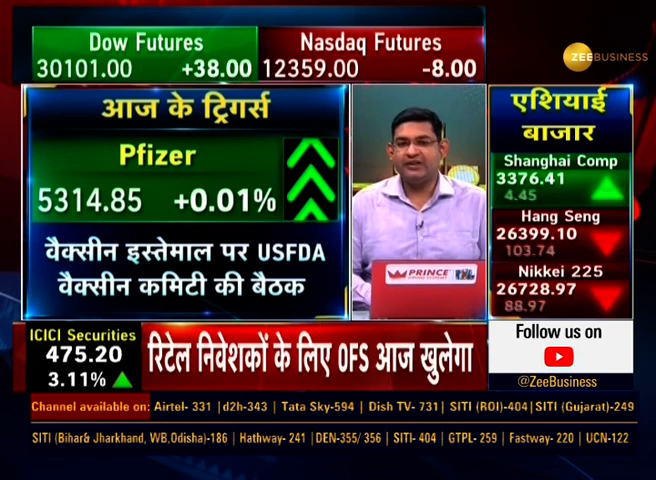 Dow Futures
30101.00 +38.00
Nasdaq Futures
12359.00 -8.00
ZEE BUSINESS
आज के ट्रिगर्स
Pfizer
5314.85 +0.01%
वैक्सीन इस्तेमाल पर USFDA
वैक्सीन कमिटी की बैठक
PRINCE
एशियाई
बाजार
Shanghai Comp
3376.41
4.45
Hang Seng
26399.10
103.74
Nikkei 225
26728.97
88.97
ICICI Securities
475.20
3.11%
रिटेल निवेशकों के लिए OFS आज खुलेगा
Follow us on
@ZeeBusiness
Channel available on: Airtel- 331 | d2h-343 | Tata Sky-594 | Dish TV- 731| SITI (ROI)-404| SITI (Gujarat)-249
SITI (Bihar& Jharkhand, WB,Odisha)-186 | Hathway- 241 |DEN-355/ 356 | SITI- 404 | GTPL- 259 | Fastway- 220 | UCN-122